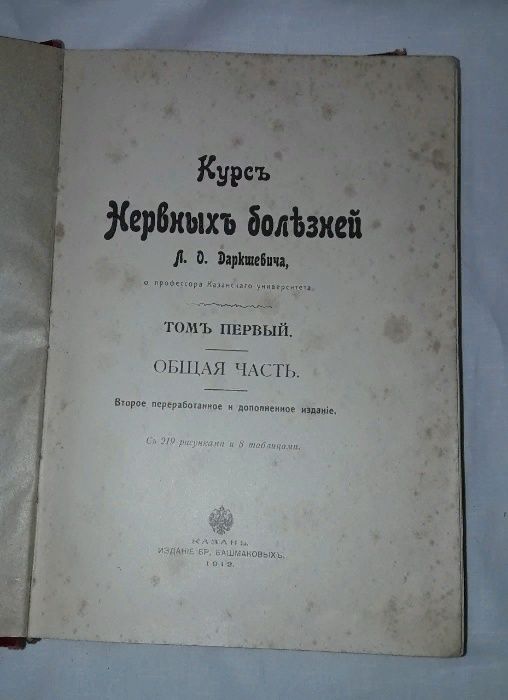 Курсъ
Нервныхъ болѣзней
Л. О. Даркшевича,
о профессора Казанскаго университета.
ТОМЪ ПЕРВЫЙ.
ОБЩАЯ ЧАСТЬ.
Второе переработанное и дополненное изданіе.
Съ 219 рисунками и 8 таблицами.
КАЗАНЬ.
ИЗДАНІЕ БР. БАШМАКОВЫХЪ.
1912.